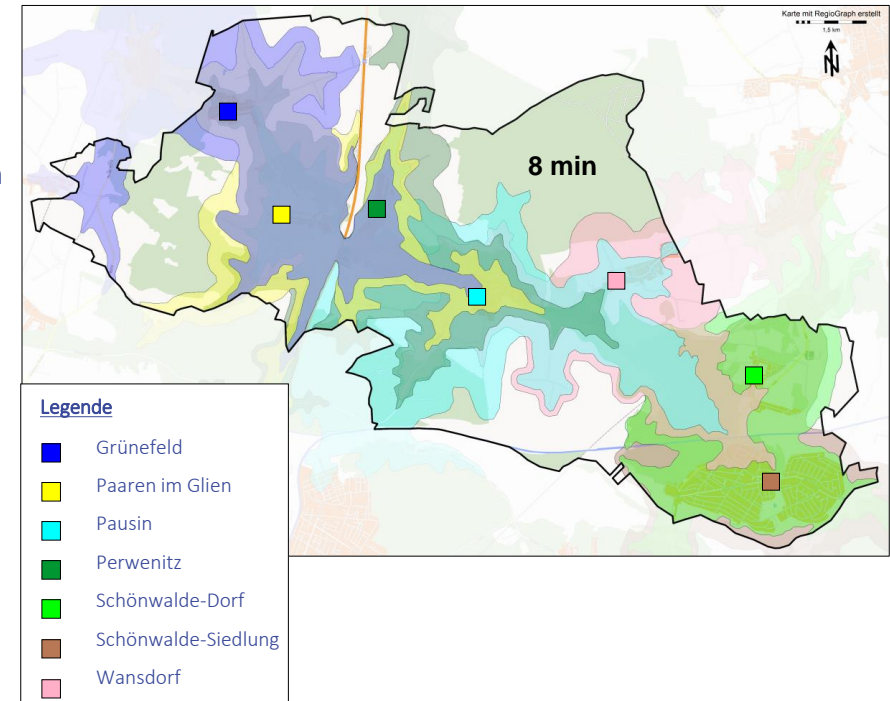 Karte mit RegioGraph erstellt
1,5 km
N
8 min
n
Legende
Grünefeld
Paaren im Glien
Pausin
Perwenitz
Schönwalde-Dorf
Schönwalde-Siedlung
Wansdorf